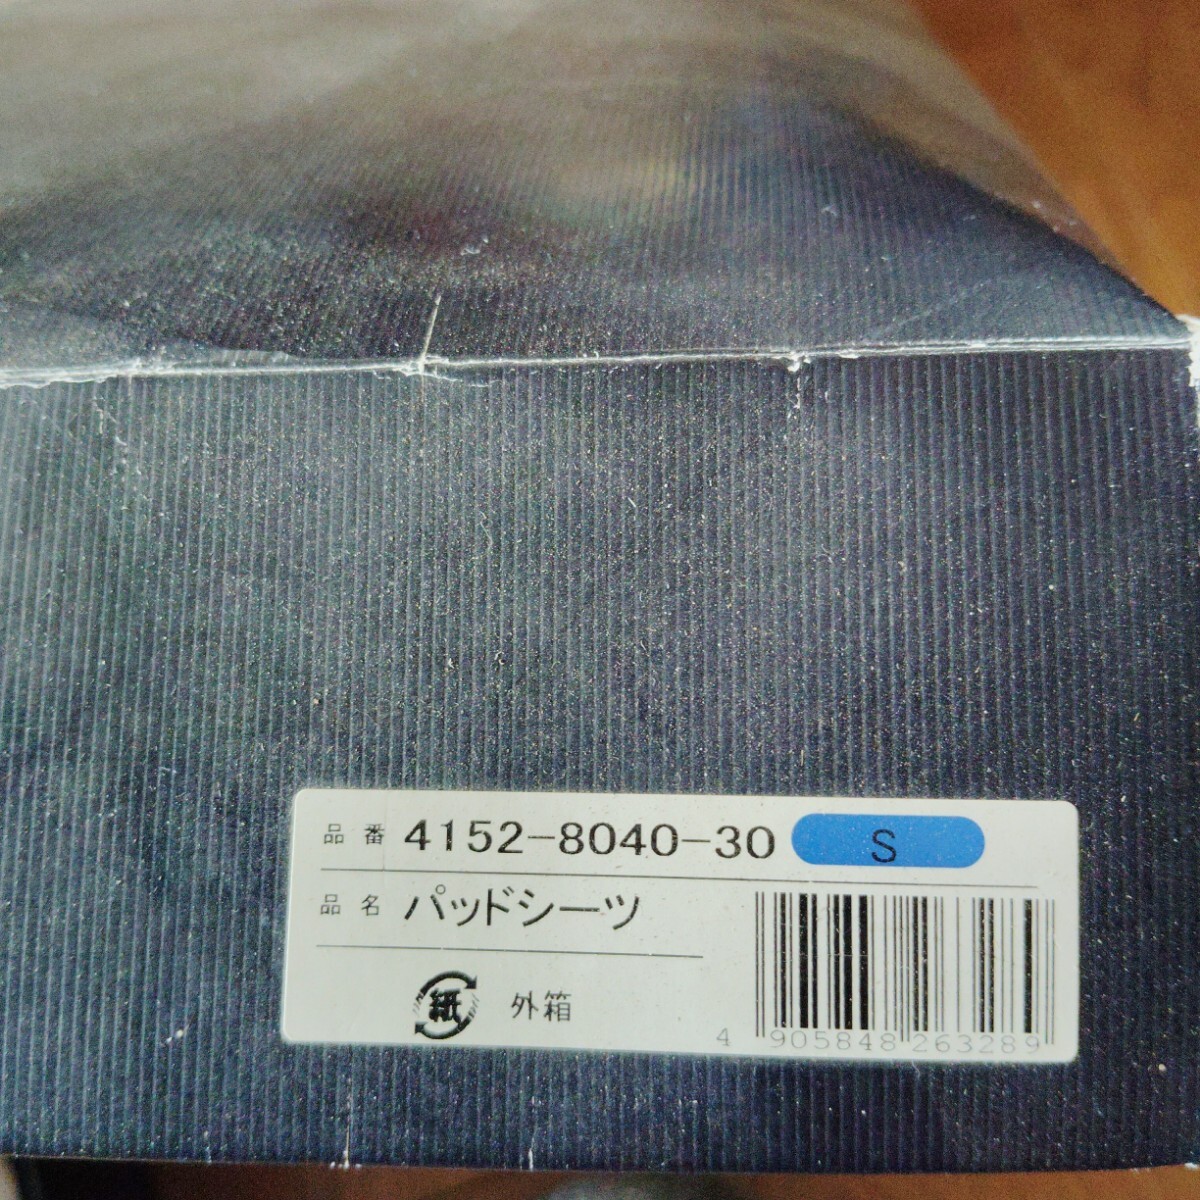 品番 4152-8040-30 S
品名 パッドシーツ
紙 外箱
4 905848 263289